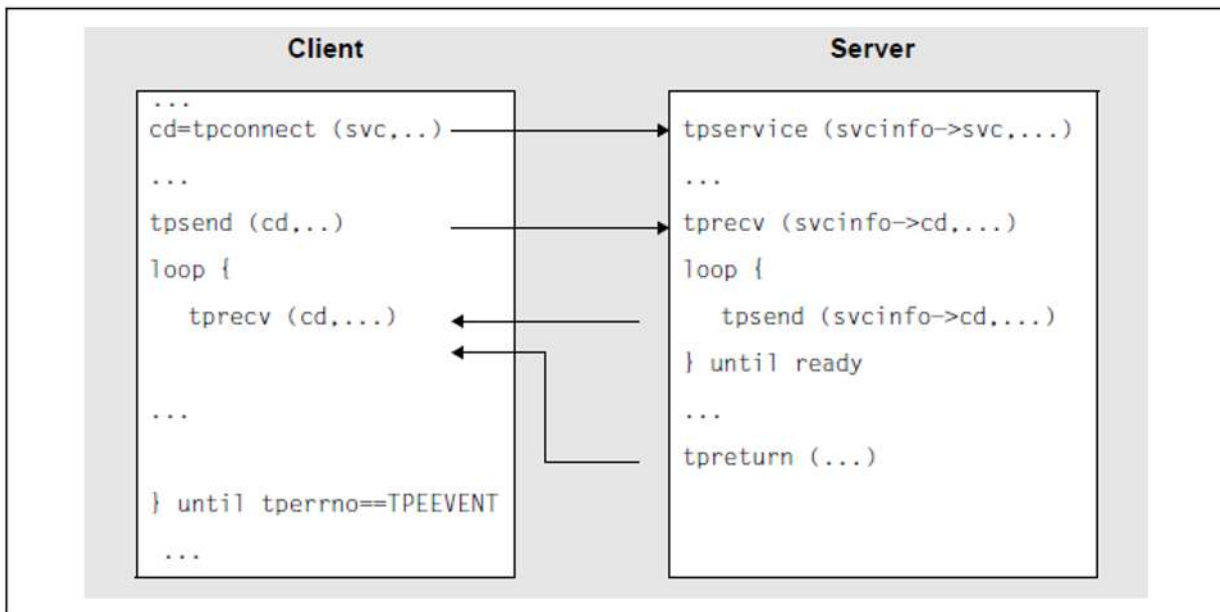 Client
...
cd=tpconnect (svc,..)
...
tpsend (cd,..)
loop {
tprecv (cd,...)
...
} until tperrno==TPEEVENT
...
Server
tpservice (svcinfo->svc,...)
...
tprecv (svcinfo->cd,...)
loop {
tpsend (svcinfo->cd,...)
} until ready
...
tpreturn (...)